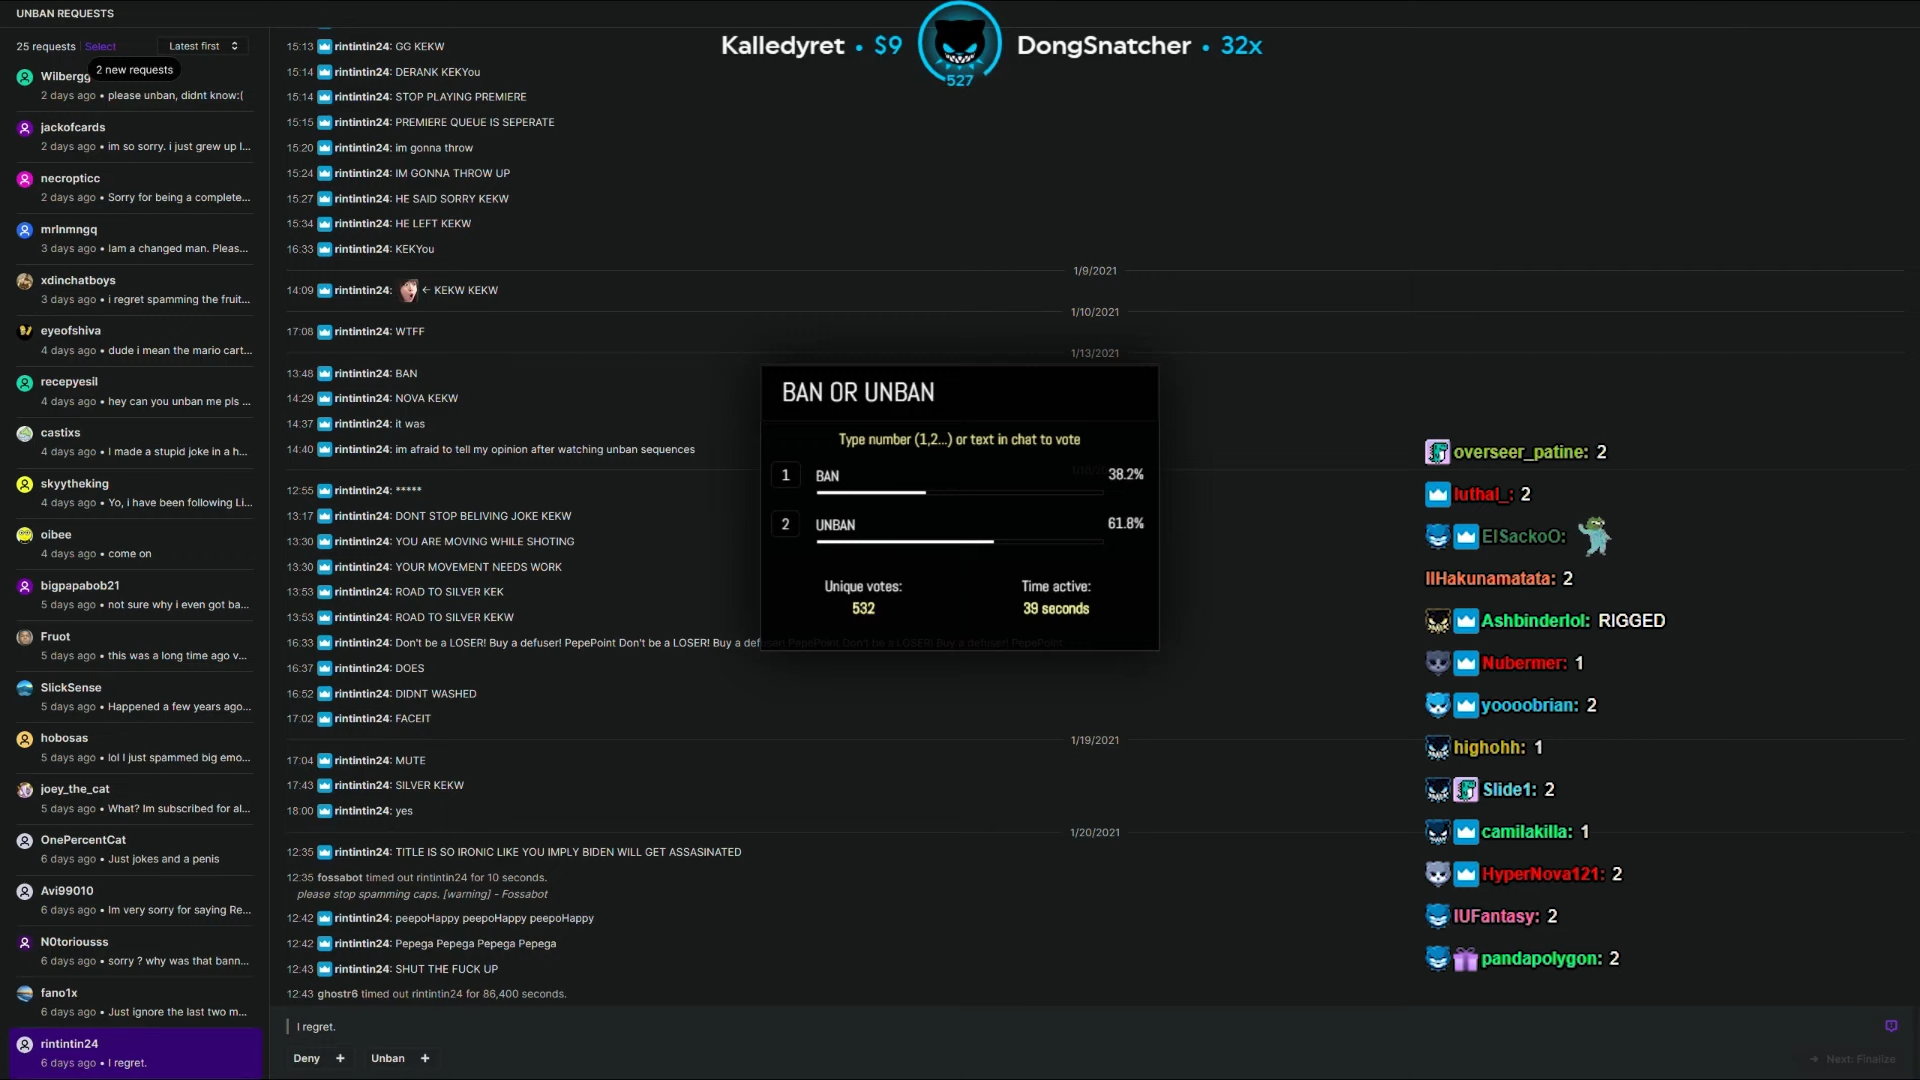 UNBAN REQUESTS
25 requests
Select
Latest first
2 new requests
Wilbergg
2 days ago • please unban, didnt know:(
jackofcards
2 days ago • im so sorry. i just grew up l...
necropticc
2 days ago • Sorry for being a complete...
mrlnmngq
3 days ago • Iam a changed man. Pleas...
xdinchatboys
3 days ago • i regret spamming the fruit...
eyeofshiva
4 days ago • dude i mean the mario cart...
recepyesil
4 days ago • hey can you unban me pls ...
castixs
4 days ago • I made a stupid joke in a h...
skyytheking
4 days ago • Yo, i have been following Li...
oibee
4 days ago • come on
bigpapabob21
5 days ago • not sure why i even got ba...
Fruot
5 days ago • this was a long time ago v...
SlickSense
5 days ago • Happened a few years ago...
hobosas
5 days ago • lol I just spammed big emo...
joey_the_cat
5 days ago • What? Im subscribed for al...
OnePercentCat
6 days ago • Just jokes and a penis
Avi99010
6 days ago • Im very sorry for saying Re...
N0toriousss
6 days ago • sorry ? why was that bann...
fano1x
6 days ago • Just ignore the last two m...
rintintin24
6 days ago • I regret.
Kalledyret • $9
527
DongSnatcher • 32x
15:13 rintintin24: GG KEKW
15:14 rintintin24: DERANK KEKYou
15:14 rintintin24: STOP PLAYING PREMIERE
15:15 rintintin24: PREMIERE QUEUE IS SEPERATE
15:20 rintintin24: im gonna throw
15:24 rintintin24: IM GONNA THROW UP
15:27 rintintin24: HE SAID SORRY KEKW
15:34 rintintin24: HE LEFT KEKW
16:33 rintintin24: KEKYou
1/9/2021
14:09 rintintin24: ← KEKW KEKW
1/10/2021
17:08 rintintin24: WTFF
1/13/2021
13:48 rintintin24: BAN
14:29 rintintin24: NOVA KEKW
14:37 rintintin24: it was
14:40 rintintin24: im afraid to tell my opinion after watching unban sequences
12:55 rintintin24: *****
13:17 rintintin24: DONT STOP BELIVING JOKE KEKW
13:30 rintintin24: YOU ARE MOVING WHILE SHOTING
13:30 rintintin24: YOUR MOVEMENT NEEDS WORK
13:53 rintintin24: ROAD TO SILVER KEK
13:53 rintintin24: ROAD TO SILVER KEKW
16:33 rintintin24: Don't be a LOSER! Buy a defuser! PepePoint Don't be a LOSER! Buy a defuser! PepePoint Don't be a LOSER! Buy a defuser! PepePoint
16:37 rintintin24: DOES
16:52 rintintin24: DIDNT WASHED
17:02 rintintin24: FACEIT
1/19/2021
17:04 rintintin24: MUTE
17:43 rintintin24: SILVER KEKW
18:00 rintintin24: yes
1/20/2021
12:35 rintintin24: TITLE IS SO IRONIC LIKE YOU IMPLY BIDEN WILL GET ASSASINATED
12:35 fossabot timed out rintintin24 for 10 seconds.
please stop spamming caps. [warning] - Fossabot
12:42 rintintin24: peepoHappy peepoHappy peepoHappy
12:42 rintintin24: Pepega Pepega Pepega Pepega
12:43 rintintin24: SHUT THE FUCK UP
12:43 ghostr6 timed out rintintin24 for 86,400 seconds.
I regret.
Deny +
Unban +
Next: Finalize
BAN OR UNBAN
Type number (1,2...) or text in chat to vote
1 BAN 38.2%
2 UNBAN 61.8%
Unique votes:
532
Time active:
39 seconds
overseer_patine: 2
luthal_: 2
ElSackoO:
IIHakunamatata: 2
Ashbinderlol: RIGGED
Nubermer: 1
yoooobrian: 2
highohh: 1
Slide1: 2
camilakilla: 1
HyperNova121: 2
IUFantasy: 2
pandapolygon: 2